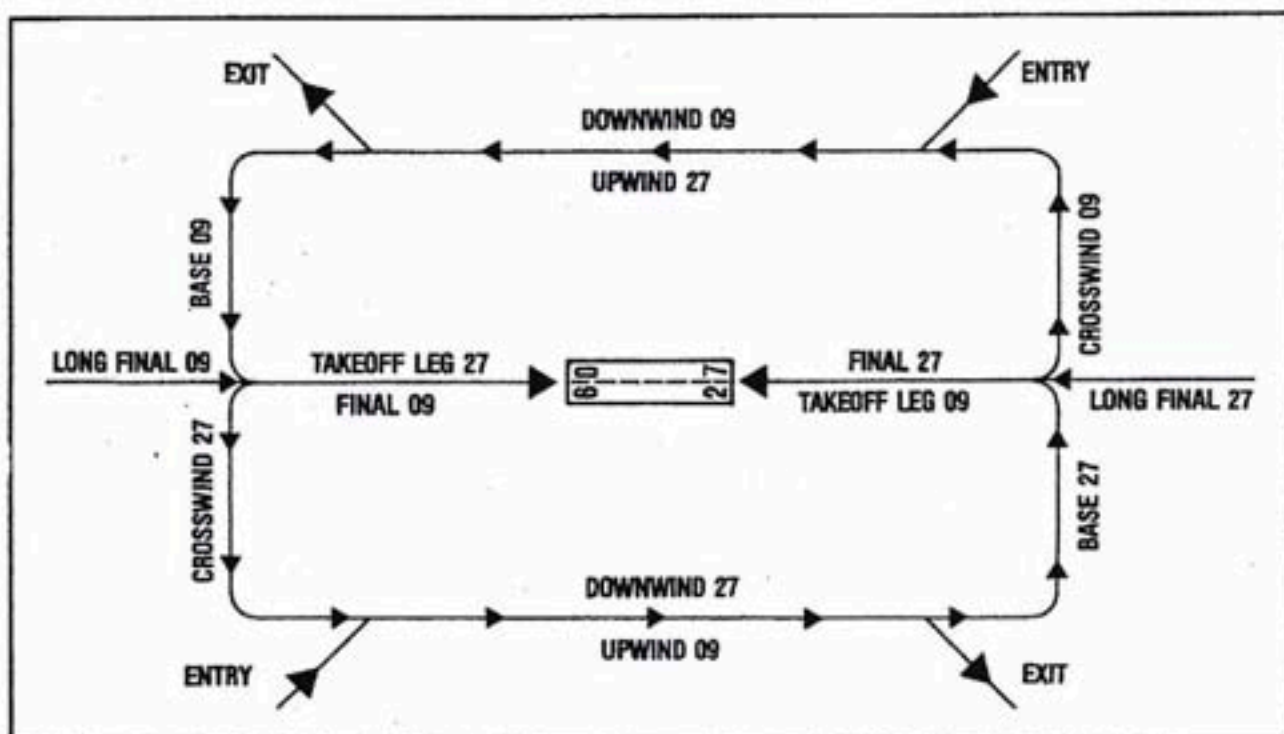 EXIT
ENTRY
DOWNWIND 09
UPWIND 27
BASE 09
CROSSWIND 09
LONG FINAL 09
TAKEOFF LEG 27
FINAL 09
09
27
FINAL 27
TAKEOFF LEG 09
LONG FINAL 27
CROSSWIND 27
BASE 27
DOWNWIND 27
UPWIND 09
ENTRY
EXIT